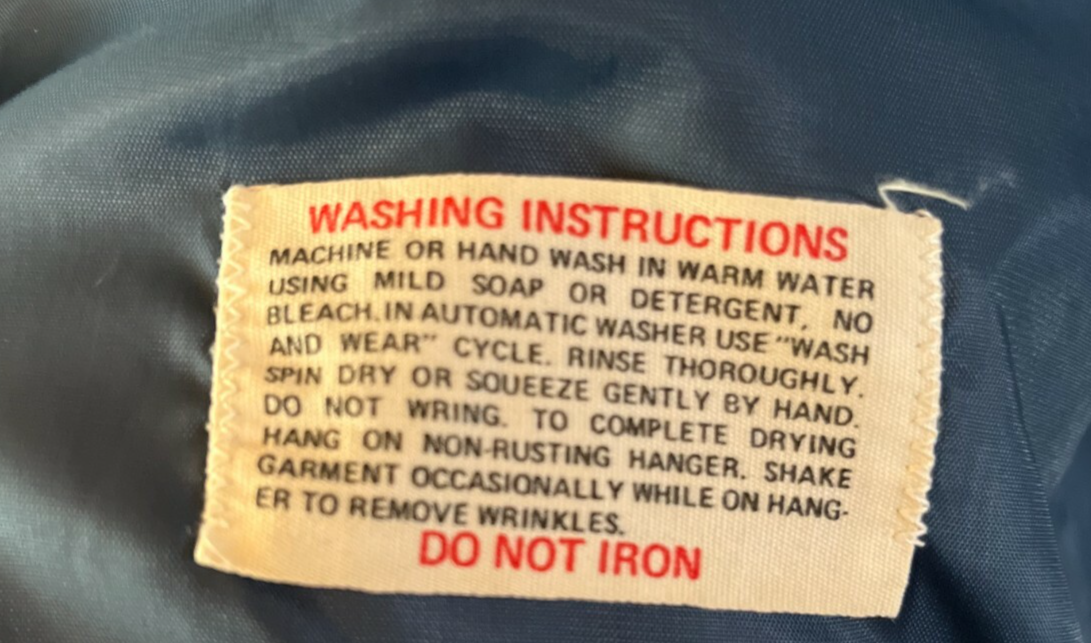 WASHING INSTRUCTIONS
MACHINE OR HAND WASH IN WARM WATER
USING MILD SOAP OR DETERGENT, NO
BLEACH. IN AUTOMATIC WASHER USE "WASH
AND WEAR" CYCLE. RINSE THOROUGHLY.
SPIN DRY OR SQUEEZE GENTLY BY HAND.
DO NOT WRING. TO COMPLETE DRYING
HANG ON NON-RUSTING HANGER. SHAKE
GARMENT OCCASIONALLY WHILE ON HANG-
ER TO REMOVE WRINKLES.
DO NOT IRON